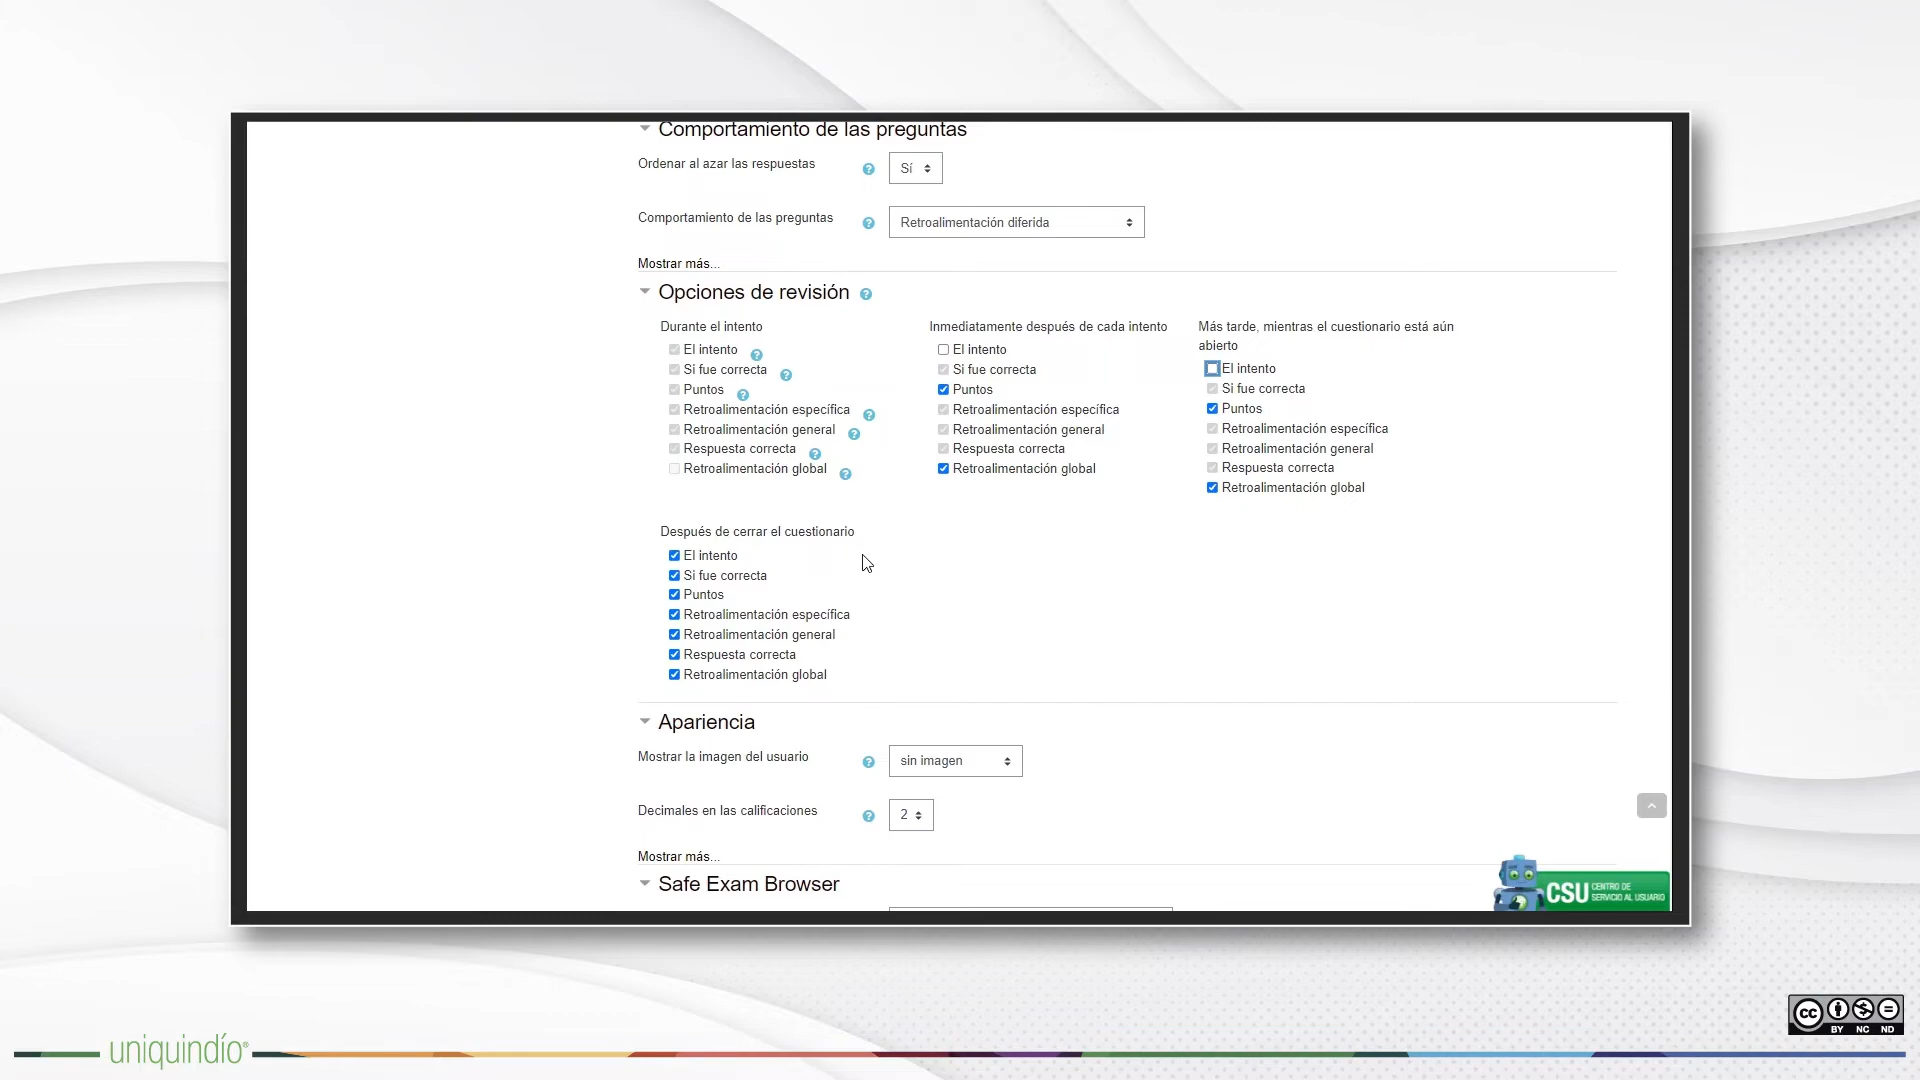 Comportamiento de las preguntas
Ordenar al azar las respuestas
Sí
Comportamiento de las preguntas
Retroalimentación diferida
Mostrar más...
Opciones de revisión
Durante el intento
El intento
Si fue correcta
Puntos
Retroalimentación específica
Retroalimentación general
Respuesta correcta
Retroalimentación global
Inmediatamente después de cada intento
El intento
Si fue correcta
Puntos
Retroalimentación específica
Retroalimentación general
Respuesta correcta
Retroalimentación global
Más tarde, mientras el cuestionario está aún
abierto
El intento
Si fue correcta
Puntos
Retroalimentación específica
Retroalimentación general
Respuesta correcta
Retroalimentación global
Después de cerrar el cuestionario
El intento
Si fue correcta
Puntos
Retroalimentación específica
Retroalimentación general
Respuesta correcta
Retroalimentación global
Apariencia
Mostrar la imagen del usuario
sin imagen
Decimales en las calificaciones
2
Mostrar más...
Safe Exam Browser
CSU CENTRO DE
SERVICIO AL USUARIO
cc
BY NC ND
uniquindío